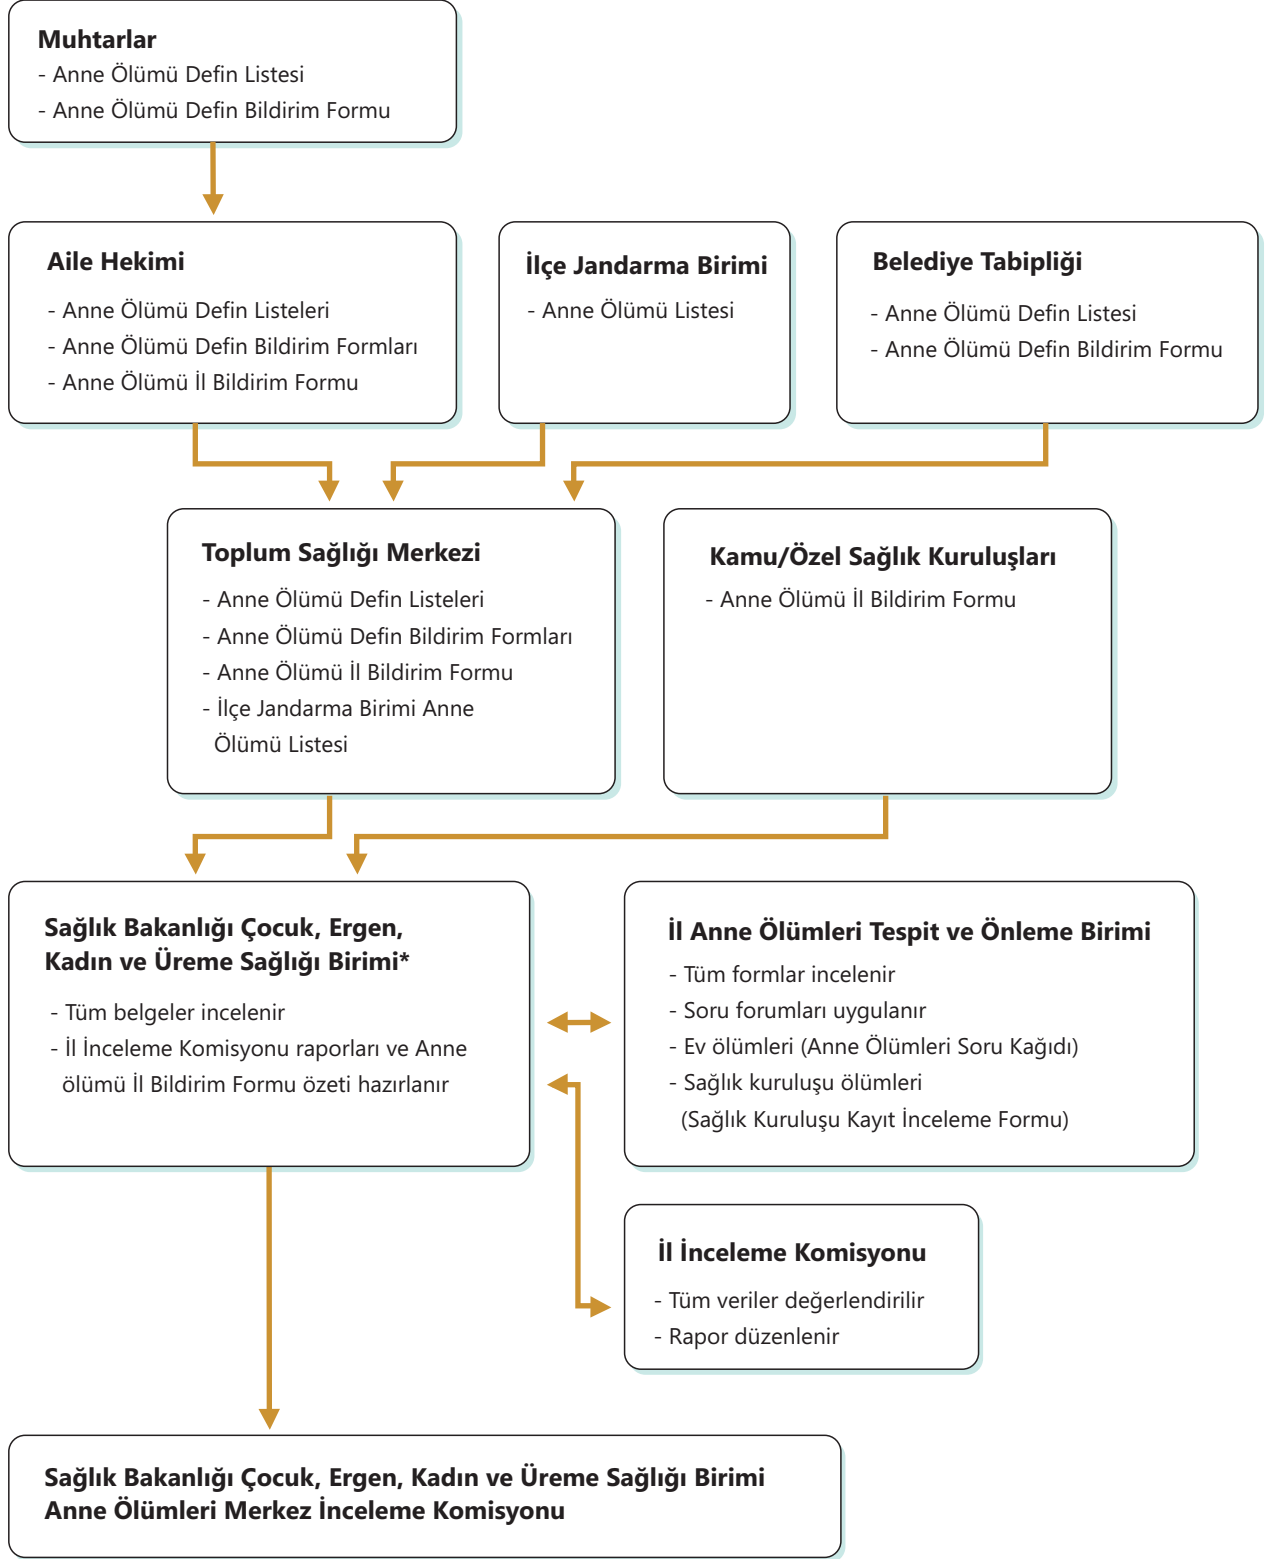 Muhtarlar
- Anne Ölümü Defin Listesi
- Anne Ölümü Defin Bildirim Formu
Aile Hekimi
- Anne Ölümü Defin Listeleri
- Anne Ölümü Defin Bildirim Formları
- Anne Ölümü İl Bildirim Formu
İlçe Jandarma Birimi
- Anne Ölümü Listesi
Belediye Tabipliği
- Anne Ölümü Defin Listesi
- Anne Ölümü Defin Bildirim Formu
Toplum Sağlığı Merkezi
- Anne Ölümü Defin Listeleri
- Anne Ölümü Defin Bildirim Formları
- Anne Ölümü İl Bildirim Formu
- İlçe Jandarma Birimi Anne
Ölümü Listesi
Kamu/Özel Sağlık Kuruluşları
- Anne Ölümü İl Bildirim Formu
Sağlık Bakanlığı Çocuk, Ergen,
Kadın ve Üreme Sağlığı Birimi*
- Tüm belgeler incelenir
- İl İnceleme Komisyonu raporları ve Anne
ölümü İl Bildirim Formu özeti hazırlanır
İl Anne Ölümleri Tespit ve Önleme Birimi
- Tüm formlar incelenir
- Soru forumları uygulanır
- Ev ölümleri (Anne Ölümleri Soru Kağıdı)
- Sağlık kuruluşu ölümleri
(Sağlık Kuruluşu Kayıt İnceleme Formu)
İl İnceleme Komisyonu
- Tüm veriler değerlendirilir
- Rapor düzenlenir
Sağlık Bakanlığı Çocuk, Ergen, Kadın ve Üreme Sağlığı Birimi
Anne Ölümleri Merkez İnceleme Komisyonu